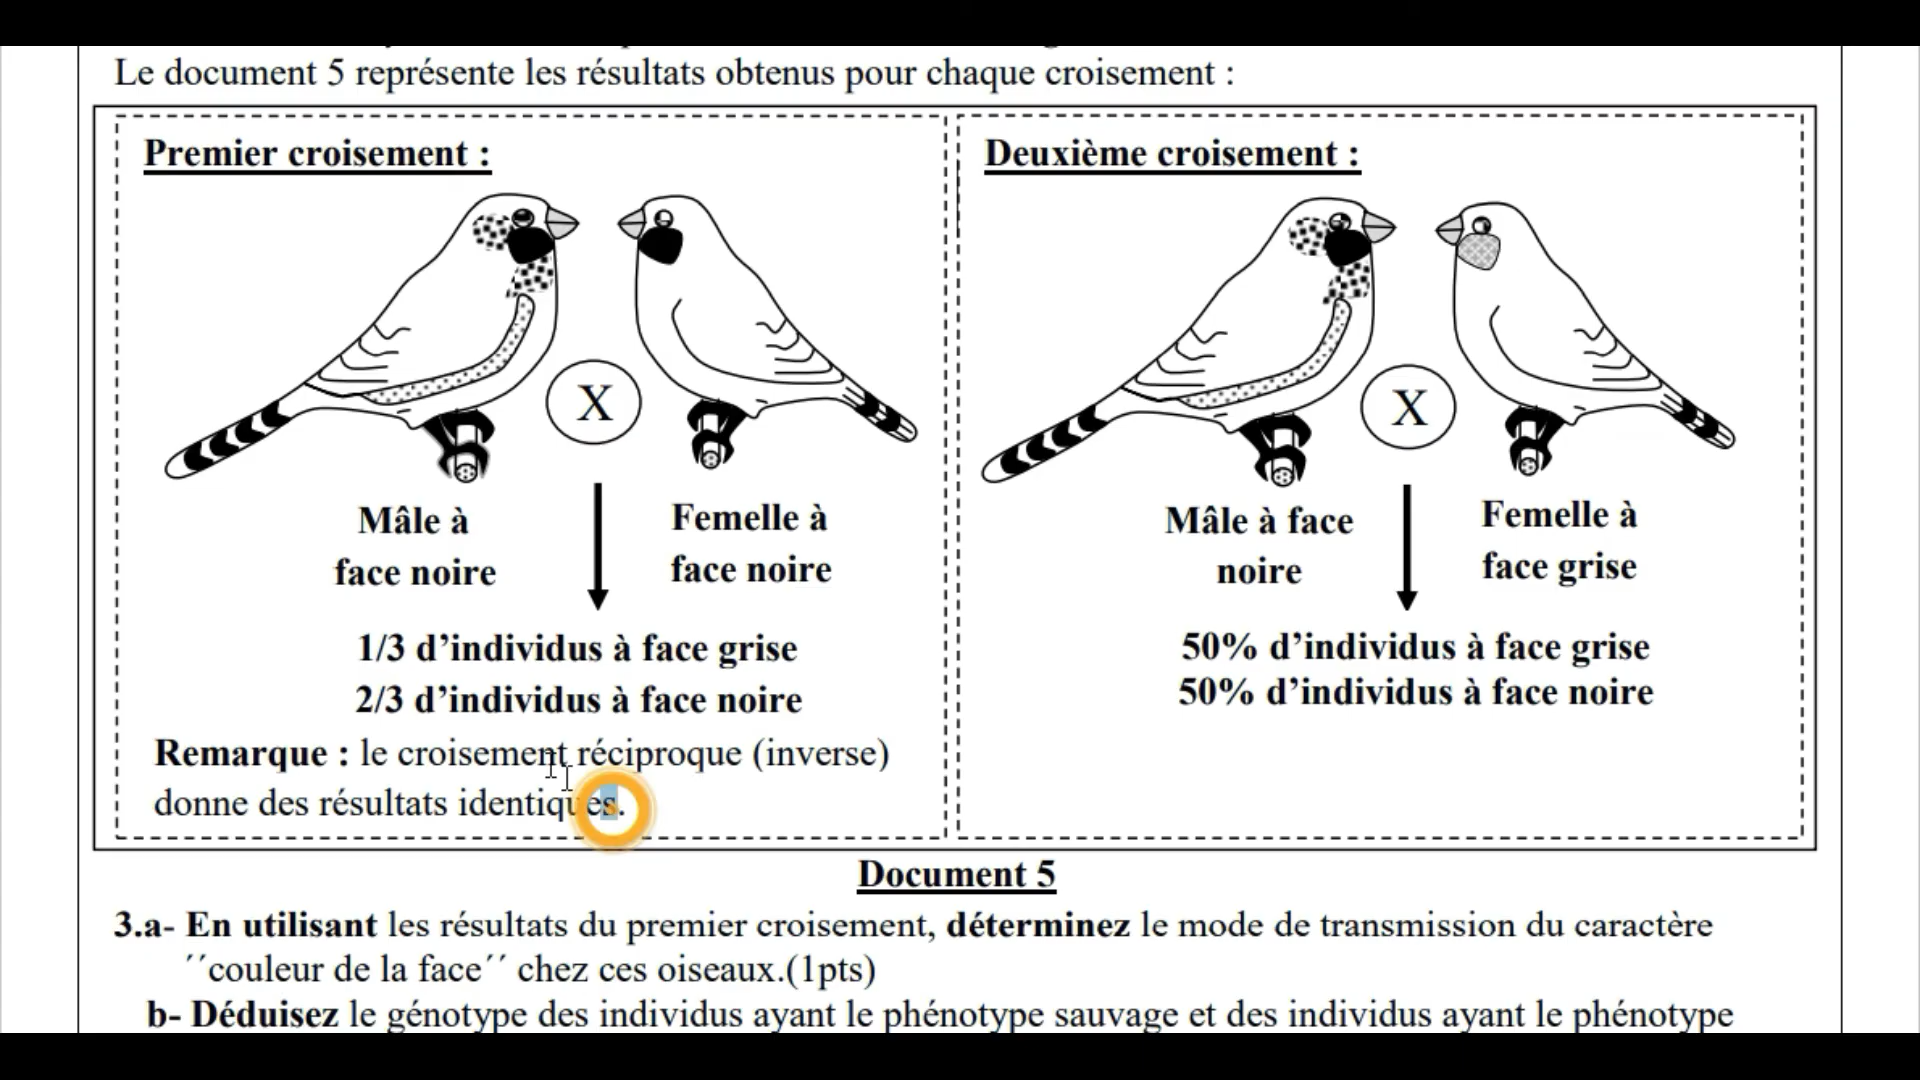 Le document 5 représente les résultats obtenus pour chaque croisement :
Premier croisement :
X
Mâle à
face noire
Femelle à
face noire
1/3 d’individus à face grise
2/3 d’individus à face noire
Remarque : le croisement réciproque (inverse)
donne des résultats identiques.
Deuxième croisement :
X
Mâle à face
noire
Femelle à
face grise
50% d’individus à face grise
50% d’individus à face noire
Document 5
3.a- En utilisant les résultats du premier croisement, déterminez le mode de transmission du caractère
´´couleur de la face´´ chez ces oiseaux.(1pts)
b- Déduisez le génotype des individus ayant le phénotype sauvage et des individus ayant le phénotype